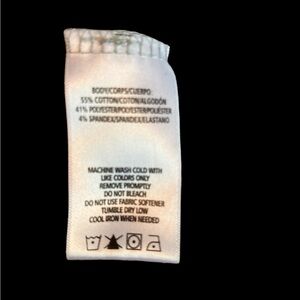 BODY/CORPS/CUERPO
55% COTTON/COTON/ALGODÓN
41% POLYESTER/POLYESTER/POLIÉSTER
4% SPANDEX/SPANDEX/ELASTANO
MACHINE WASH COLD WITH
LIKE COLORS ONLY
REMOVE PROMPTLY
DO NOT BLEACH
DO NOT USE FABRIC SOFTENER
TUMBLE DRY LOW
COOL IRON WHEN NEEDED